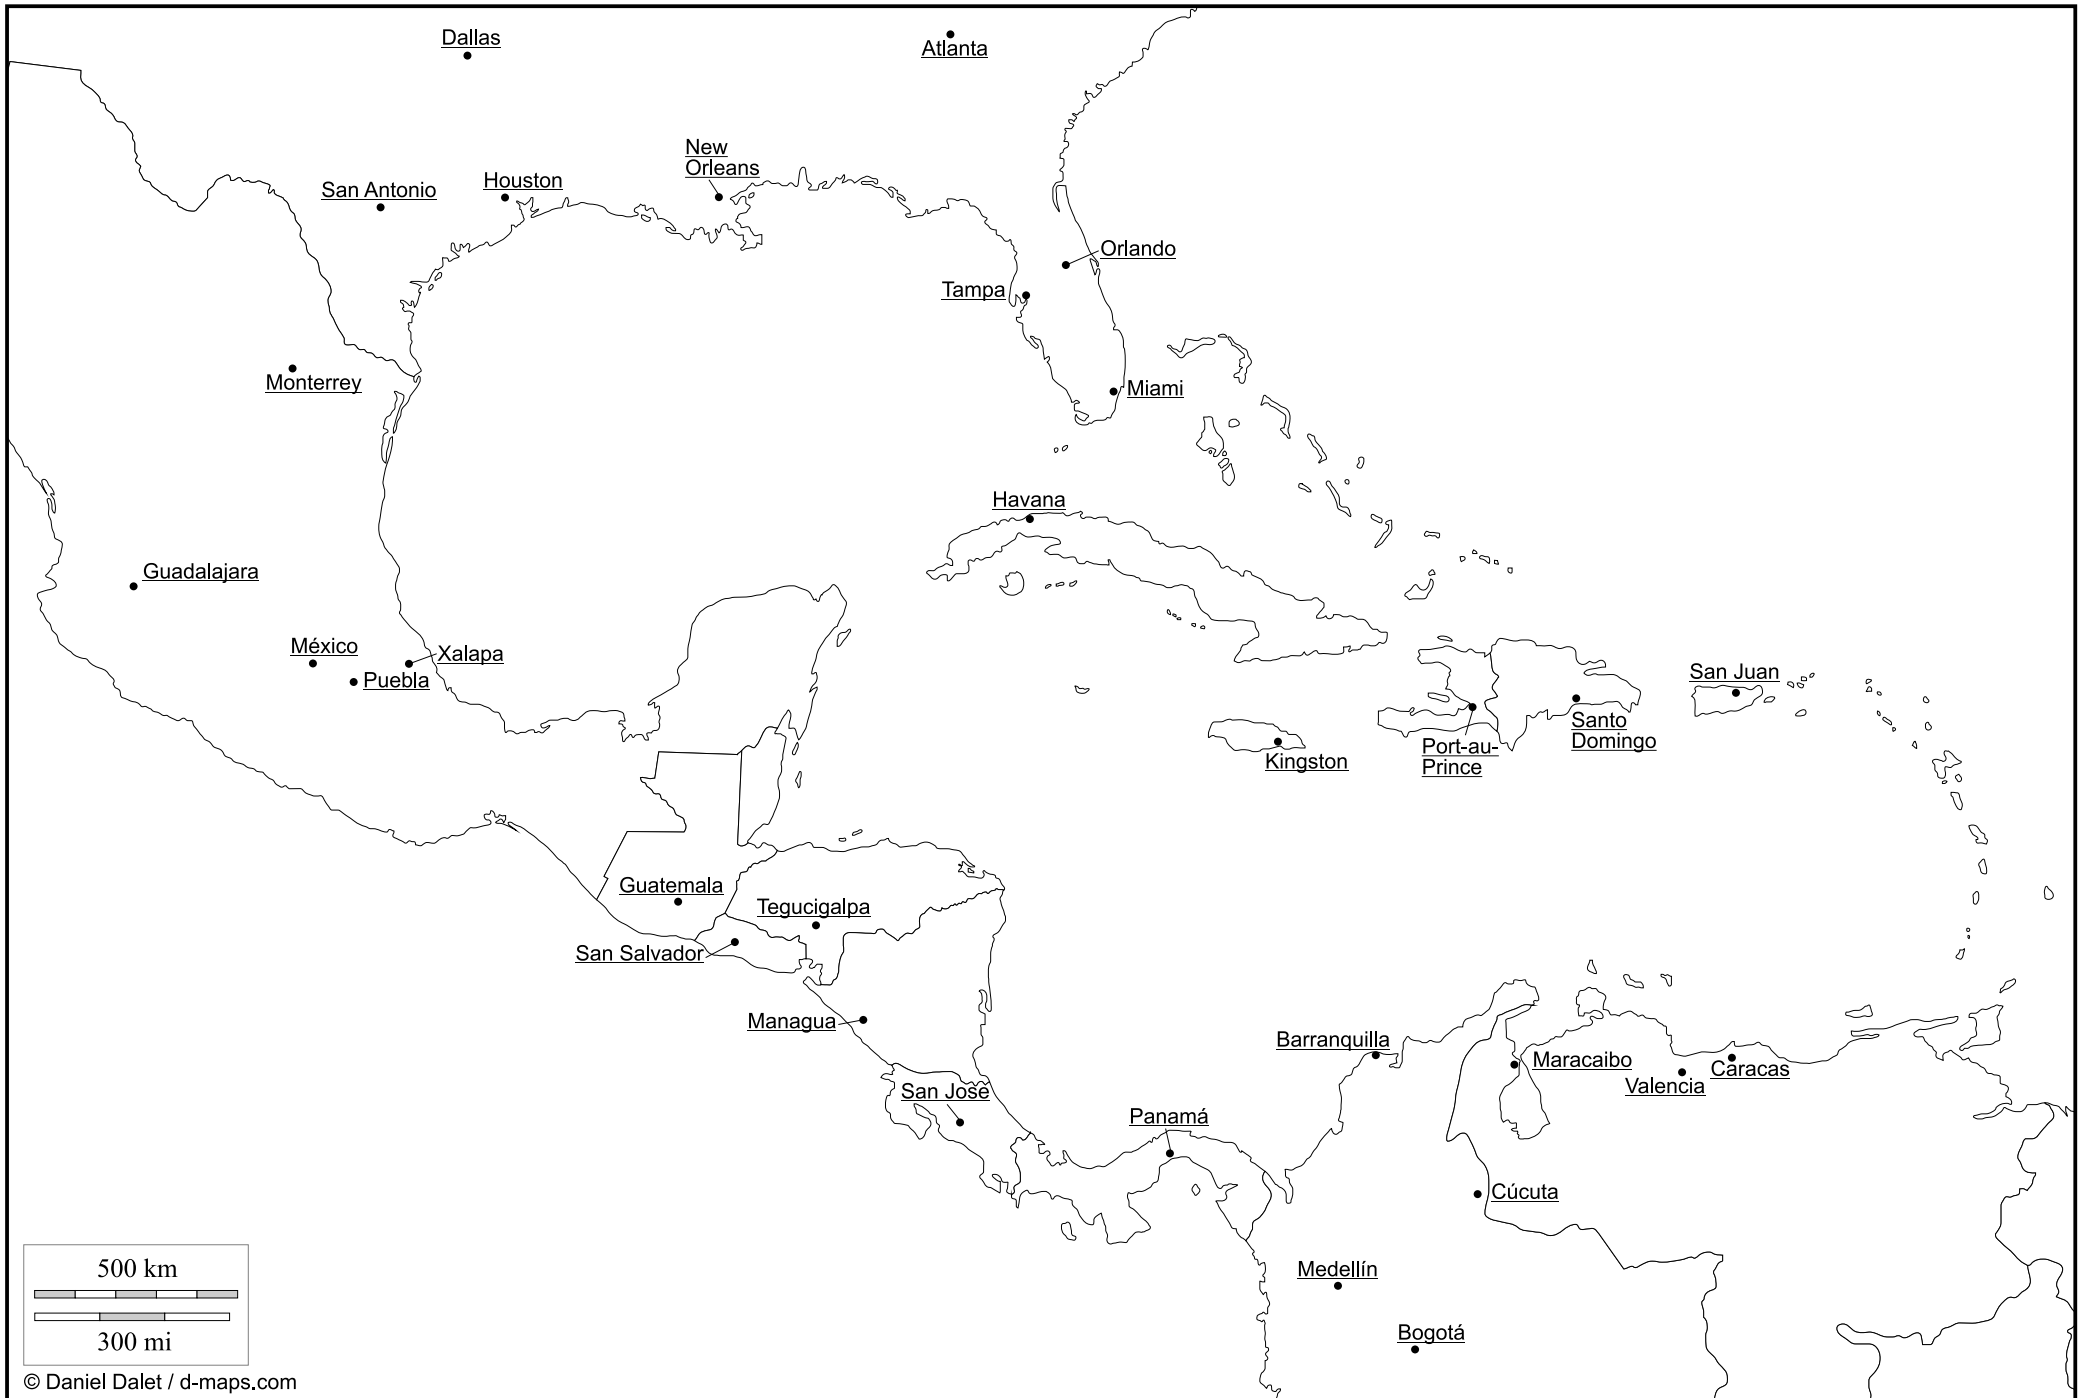 Dallas
Atlanta
New
Orleans
San Antonio
Houston
Orlando
Tampa
Monterrey
Miami
Havana
Guadalajara
México
Xalapa
Puebla
San Juan
Santo
Domingo
Port-au-
Prince
Kingston
Guatemala
Tegucigalpa
San Salvador
Managua
Barranquilla
Maracaibo
Caracas
Valencia
San José
Panamá
Cúcuta
Medellín
Bogotá
500 km
300 mi
© Daniel Dalet / d-maps.com